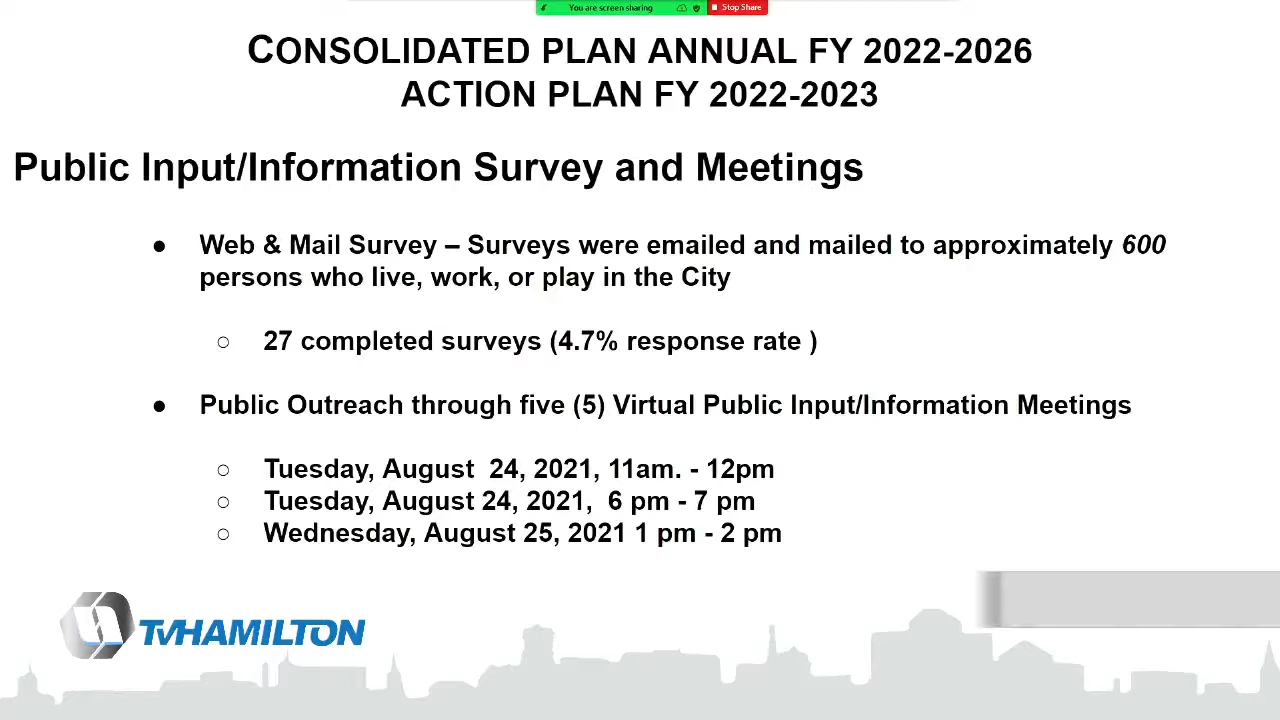 You are screen sharing
Stop Share
CONSOLIDATED PLAN ANNUAL FY 2022-2026
ACTION PLAN FY 2022-2023
Public Input/Information Survey and Meetings
● Web & Mail Survey – Surveys were emailed and mailed to approximately 600
persons who live, work, or play in the City
○ 27 completed surveys (4.7% response rate )
● Public Outreach through five (5) Virtual Public Input/Information Meetings
○ Tuesday, August  24, 2021, 11am. - 12pm
○ Tuesday, August 24, 2021,  6 pm - 7 pm
○ Wednesday, August 25, 2021 1 pm - 2 pm
TVHAMILTON